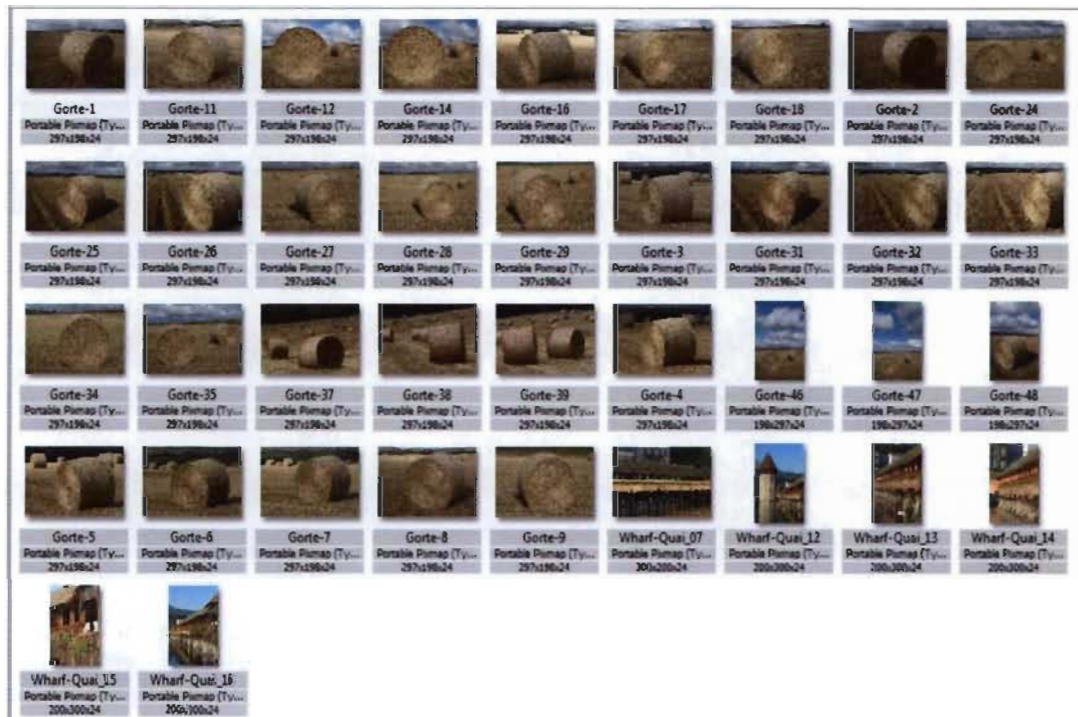 Gorte-1
Portable Pixmap (Ty...
297x198x24
Gorte-11
Portable Pixmap (Ty...
297x198x24
Gorte-12
Portable Pixmap (Ty...
297x198x24
Gorte-14
Portable Pixmap (Ty...
297x198x24
Gorte-16
Portable Pixmap (Ty...
297x198x24
Gorte-17
Portable Pixmap (Ty...
297x198x24
Gorte-18
Portable Pixmap (Ty...
297x198x24
Gorte-2
Portable Pixmap (Ty...
297x198x24
Gorte-24
Portable Pixmap (Ty...
297x198x24
Gorte-25
Portable Pixmap (Ty...
297x198x24
Gorte-26
Portable Pixmap (Ty...
297x198x24
Gorte-27
Portable Pixmap (Ty...
297x198x24
Gorte-28
Portable Pixmap (Ty...
297x198x24
Gorte-29
Portable Pixmap (Ty...
297x198x24
Gorte-3
Portable Pixmap (Ty...
297x198x24
Gorte-31
Portable Pixmap (Ty...
297x198x24
Gorte-32
Portable Pixmap (Ty...
297x198x24
Gorte-33
Portable Pixmap (Ty...
297x198x24
Gorte-34
Portable Pixmap (Ty...
297x198x24
Gorte-35
Portable Pixmap (Ty...
297x198x24
Gorte-37
Portable Pixmap (Ty...
297x198x24
Gorte-38
Portable Pixmap (Ty...
297x198x24
Gorte-39
Portable Pixmap (Ty...
297x198x24
Gorte-4
Portable Pixmap (Ty...
297x198x24
Gorte-46
Portable Pixmap (Ty...
198x297x24
Gorte-47
Portable Pixmap (Ty...
198x297x24
Gorte-48
Portable Pixmap (Ty...
198x297x24
Gorte-5
Portable Pixmap (Ty...
297x198x24
Gorte-6
Portable Pixmap (Ty...
297x198x24
Gorte-7
Portable Pixmap (Ty...
297x198x24
Gorte-8
Portable Pixmap (Ty...
297x198x24
Gorte-9
Portable Pixmap (Ty...
297x198x24
Wharf-Quai_07
Portable Pixmap (Ty...
300x200x24
Wharf-Quai_12
Portable Pixmap (Ty...
200x300x24
Wharf-Quai_13
Portable Pixmap (Ty...
200x300x24
Wharf-Quai_14
Portable Pixmap (Ty...
200x300x24
Wharf-Quai_15
Portable Pixmap (Ty...
200x300x24
Wharf-Quai_16
Portable Pixmap (Ty...
200x300x24